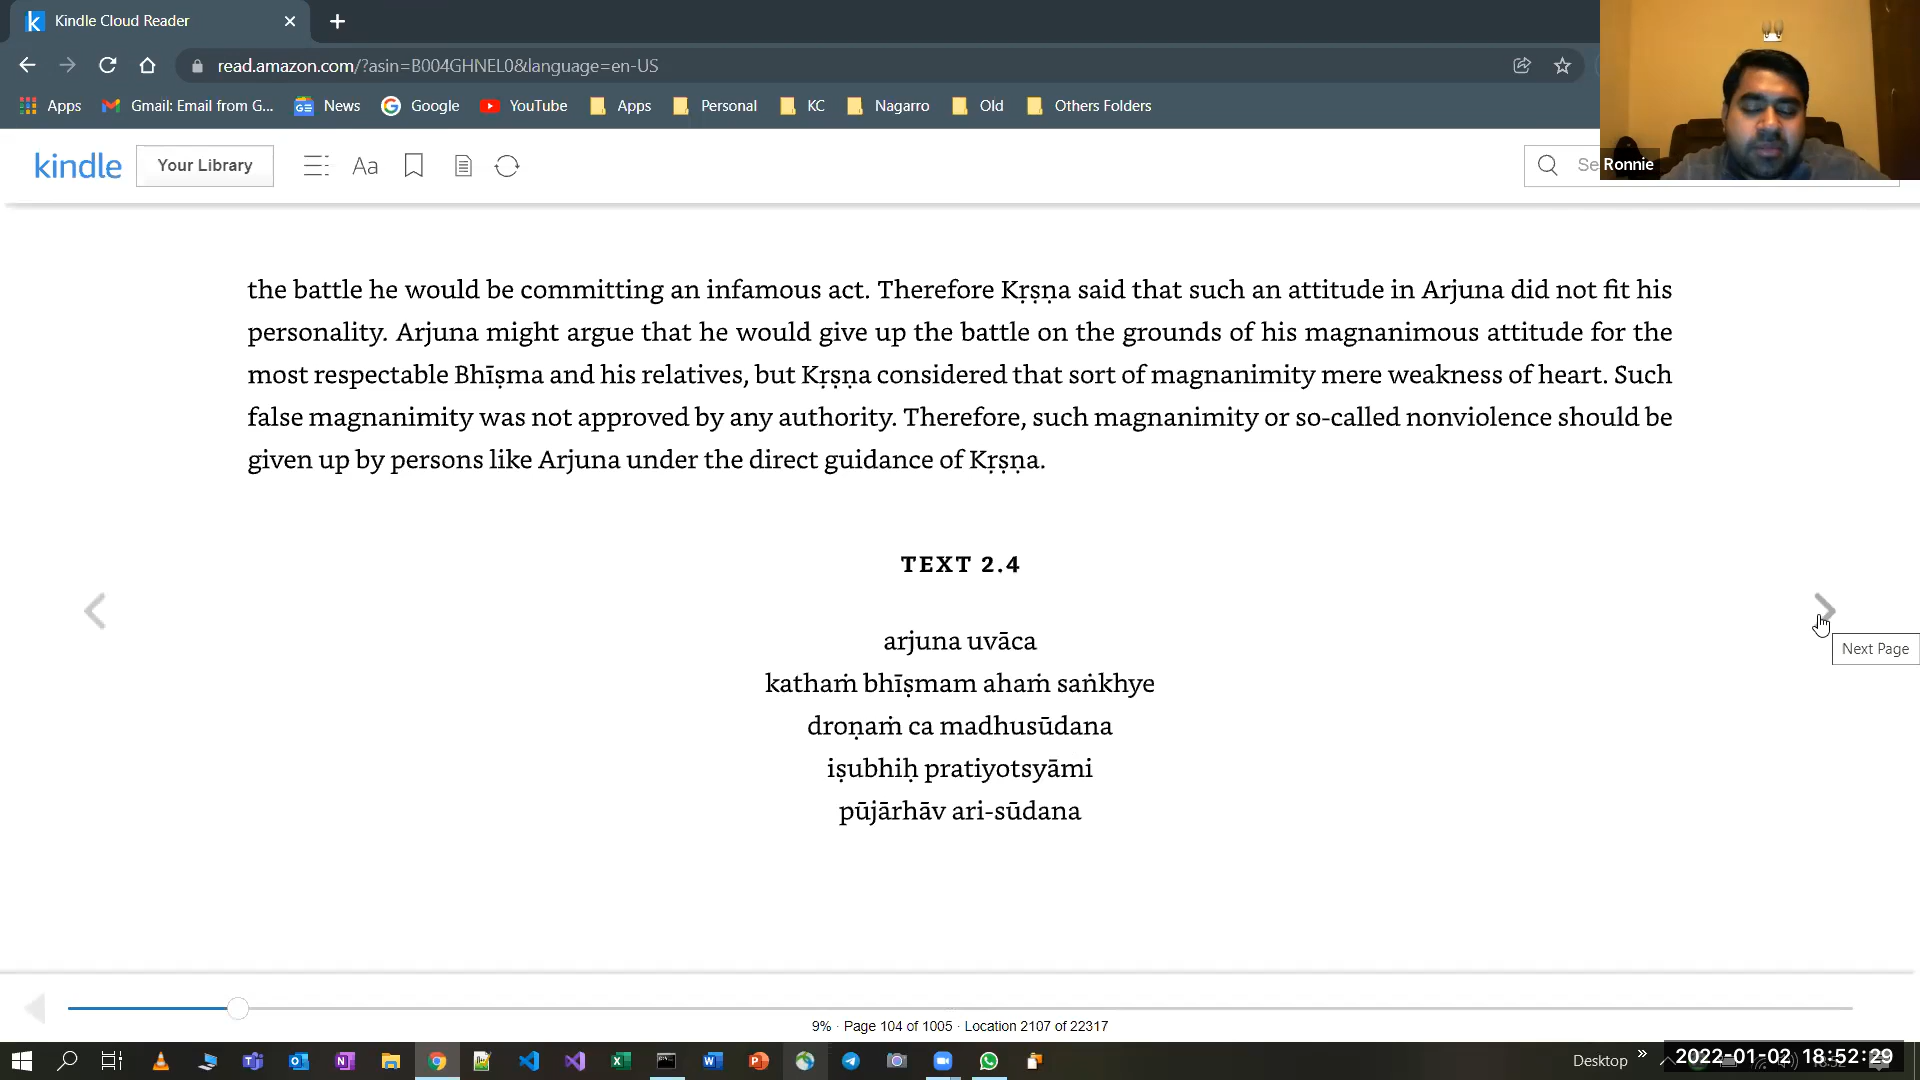 Kindle Cloud Reader
read.amazon.com/?asin=B004GHNEL0&language=en-US
Apps Gmail: Email from G... News Google YouTube Apps Personal KC Nagarro Old Others Folders
kindle Your Library Aa Se
Ronnie
the battle he would be committing an infamous act. Therefore Kṛṣṇa said that such an attitude in Arjuna did not fit his
personality. Arjuna might argue that he would give up the battle on the grounds of his magnanimous attitude for the
most respectable Bhīṣma and his relatives, but Kṛṣṇa considered that sort of magnanimity mere weakness of heart. Such
false magnanimity was not approved by any authority. Therefore, such magnanimity or so-called nonviolence should be
given up by persons like Arjuna under the direct guidance of Kṛṣṇa.
TEXT 2.4
arjuna uvāca
kathaṁ bhīṣmam ahaṁ saṅkhye
droṇaṁ ca madhusūdana
iṣubhiḥ pratiyotsyāmi
pūjārhāv ari-sūdana
Next Page
9% · Page 104 of 1005 · Location 2107 of 22317
Desktop
2022-01-02 18:52:29